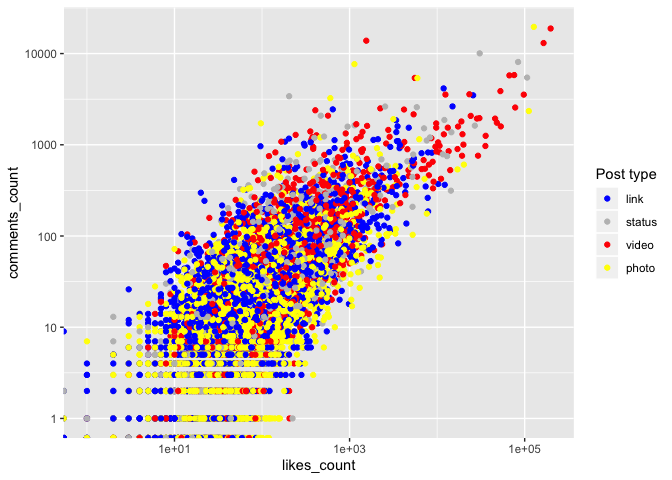 10000
1000
100
10
1
comments_count
1e+01
1e+03
1e+05
likes_count
Post type
link
status
video
photo